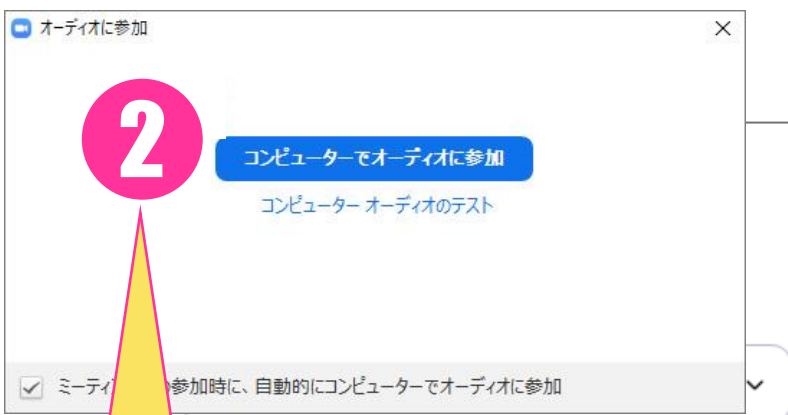 オーディオに参加
2
コンピューターでオーディオに参加
コンピューター オーディオのテスト
ミーティ の参加時に、自動的にコンピューターでオーディオに参加